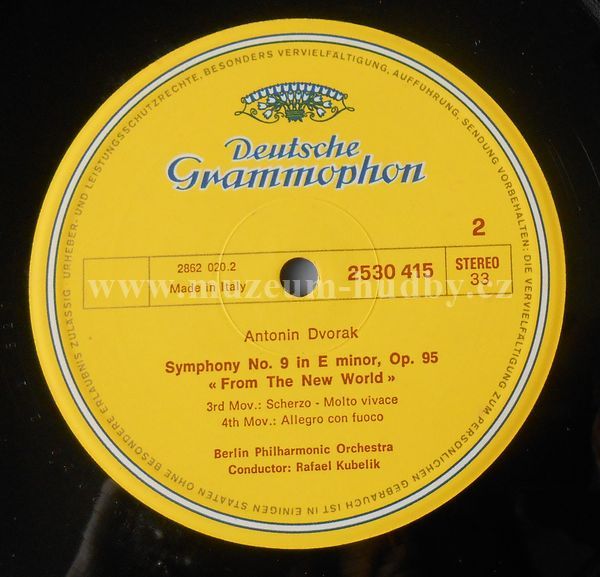 URHEBER- UND LEISTUNGSSCHUTZRECHTE, BESONDERS VERVIELFÄLTIGUNG, AUFFÜHRUNG, SENDUNG VORBEHALTEN; DIE VERVIELFÄLTIGUNG ZUM PERSÖNLICHEN GEBRAUCH IST IN EINIGEN STAATEN OHNE BESONDERE ERLAUBNIS ZULÄSSIG
Deutsche
Grammophon
2
2862 020.2
Made in Italy
2530 415
STEREO
33
www.muzeum-hudby.cz
Antonin Dvorak
Symphony No. 9 in E minor, Op. 95
« From The New World »
3rd Mov.: Scherzo - Molto vivace
4th Mov.: Allegro con fuoco
Berlin Philharmonic Orchestra
Conductor: Rafael Kubelik